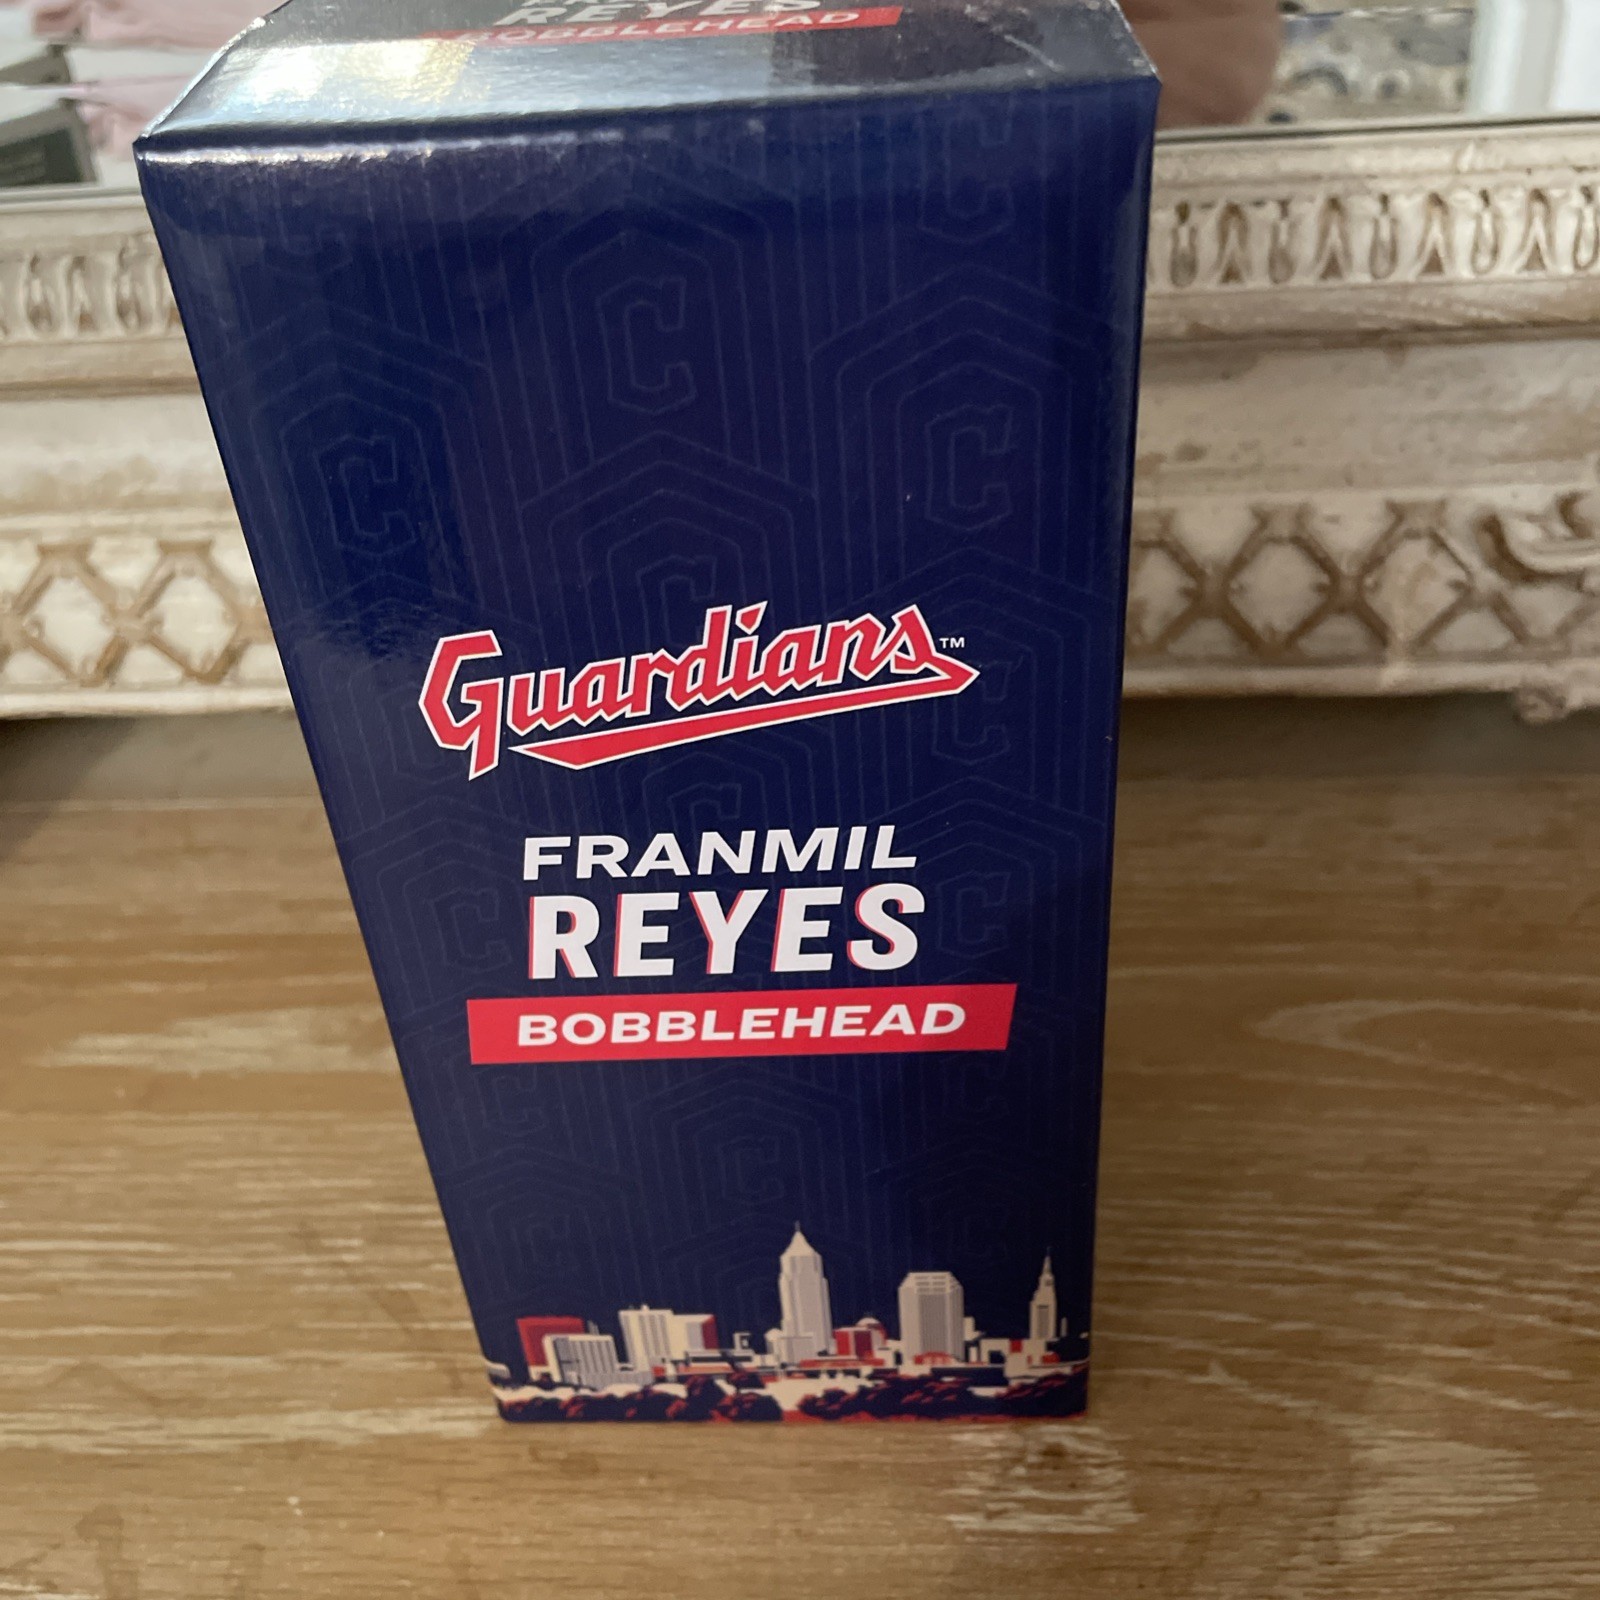 REYES
BOBBLEHEAD
Guardians™
FRANMIL
REYES
BOBBLEHEAD